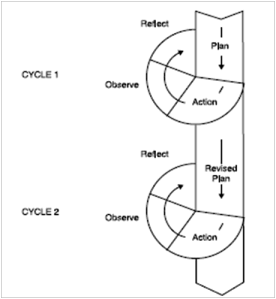 Reflect
Plan
CYCLE 1
Observe
Action
Reflect
Revised
Plan
CYCLE 2
Observe
Action